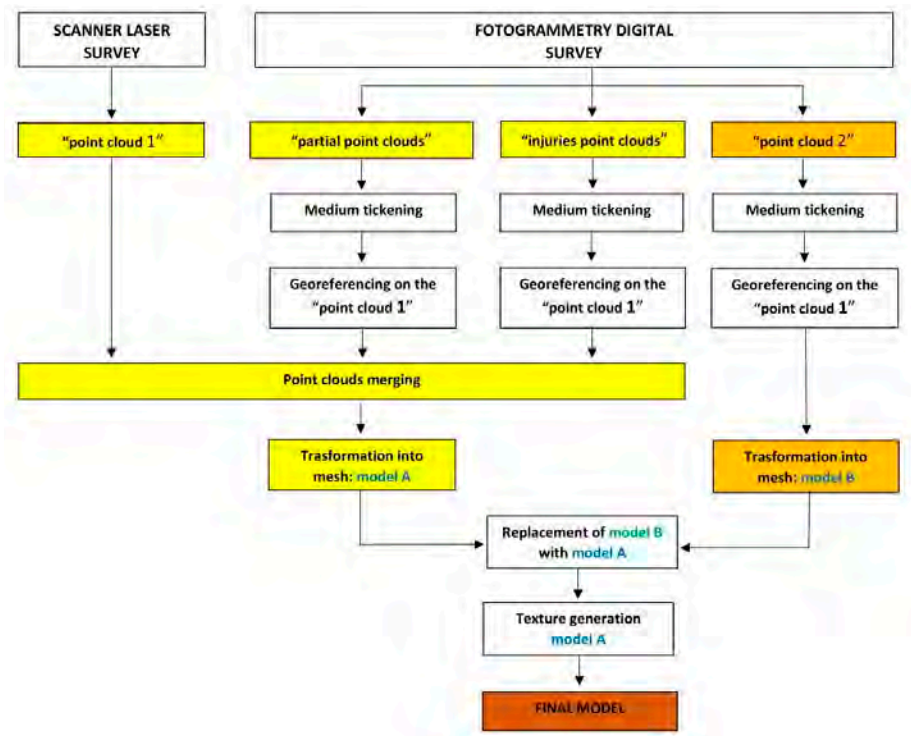 SCANNER LASER
SURVEY
FOTOGRAMMETRY DIGITAL
SURVEY
“point cloud 1”
“partial point clouds”
“injuries point clouds”
“point cloud 2”
Medium tickening
Medium tickening
Medium tickening
Georeferencing on the
“point cloud 1”
Georeferencing on the
“point cloud 1”
Georeferencing on the
“point cloud 1”
Point clouds merging
Trasformation into
mesh: model A
Trasformation into
mesh: model B
Replacement of model B
with model A
Texture generation
model A
FINAL MODEL